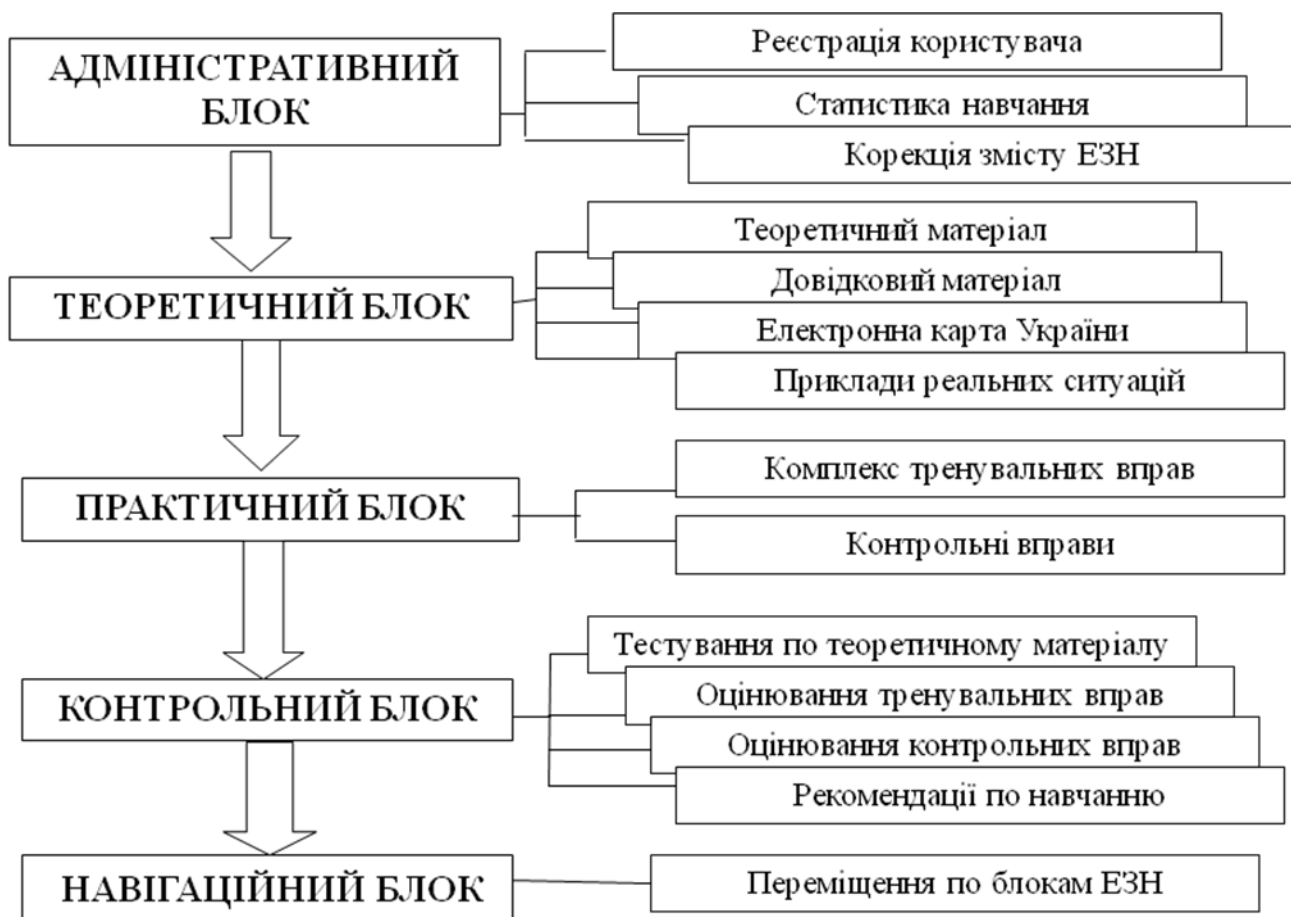 АДМІНІСТРАТИВНИЙ
БЛОК
Реєстрація користувача
Статистика навчання
Корекція змісту ЕЗН
ТЕОРЕТИЧНИЙ БЛОК
Теоретичний матеріал
Довідковий матеріал
Електронна карта України
Приклади реальних ситуацій
ПРАКТИЧНИЙ БЛОК
Комплекс тренувальних вправ
Контрольні вправи
КОНТРОЛЬНИЙ БЛОК
Тестування по теоретичному матеріалу
Оцінювання тренувальних вправ
Оцінювання контрольних вправ
Рекомендації по навчанню
НАВІГАЦІЙНИЙ БЛОК
Переміщення по блокам ЕЗН